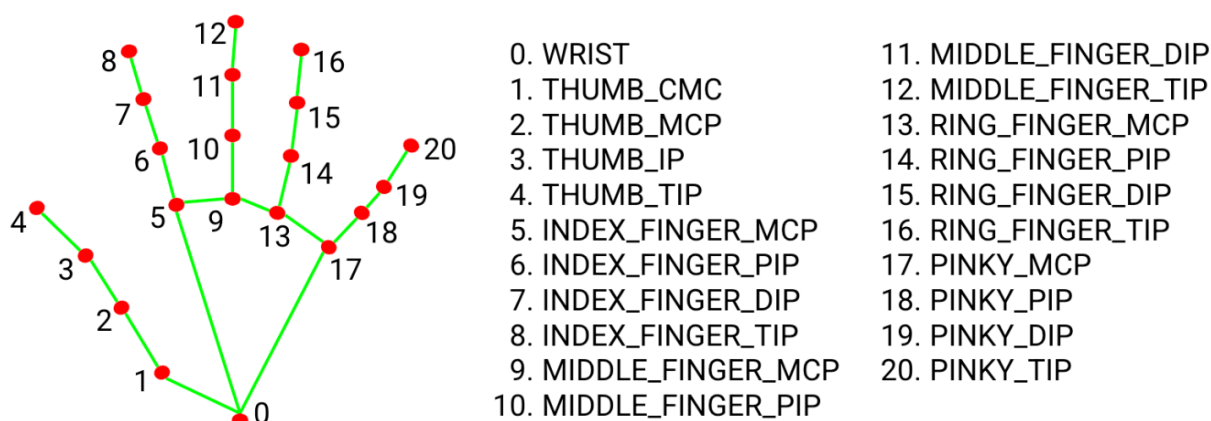 12
8
16
11
7
15
10
6
20
14
19
4
5
9
18
13
3
17
2
1
0
0. WRIST
1. THUMB_CMC
2. THUMB_MCP
3. THUMB_IP
4. THUMB_TIP
5. INDEX_FINGER_MCP
6. INDEX_FINGER_PIP
7. INDEX_FINGER_DIP
8. INDEX_FINGER_TIP
9. MIDDLE_FINGER_MCP
10. MIDDLE_FINGER_PIP
11. MIDDLE_FINGER_DIP
12. MIDDLE_FINGER_TIP
13. RING_FINGER_MCP
14. RING_FINGER_PIP
15. RING_FINGER_DIP
16. RING_FINGER_TIP
17. PINKY_MCP
18. PINKY_PIP
19. PINKY_DIP
20. PINKY_TIP